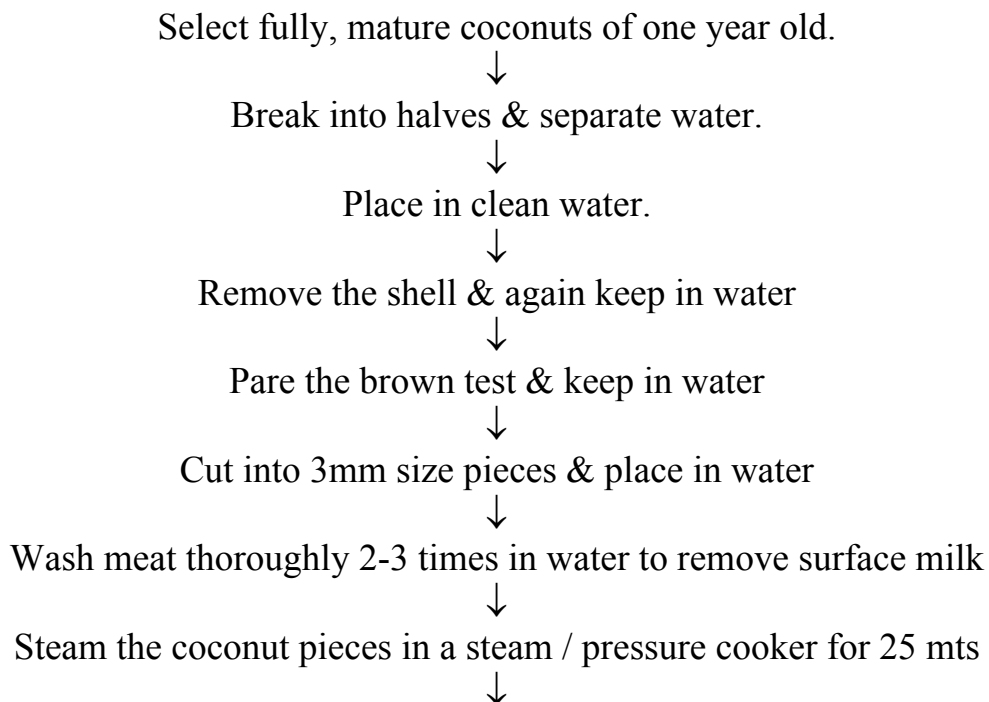 Select fully, mature coconuts of one year old.
↓
Break into halves & separate water.
↓
Place in clean water.
↓
Remove the shell & again keep in water
↓
Pare the brown test & keep in water
↓
Cut into 3mm size pieces & place in water
↓
Wash meat thoroughly 2-3 times in water to remove surface milk
↓
Steam the coconut pieces in a steam / pressure cooker for 25 mts
↓